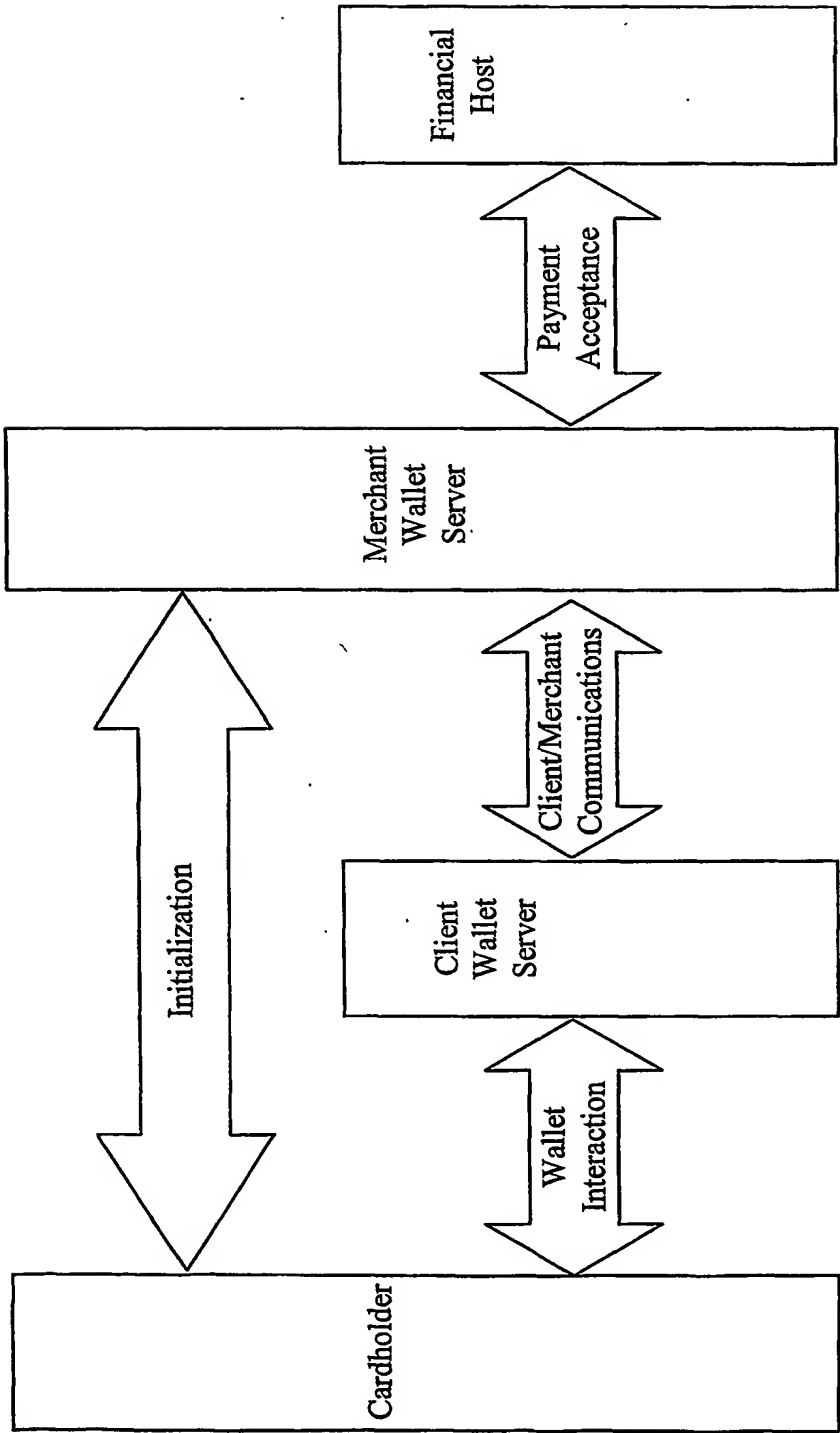 Cardholder
Initialization
Wallet
Interaction
Client
Wallet
Server
Client/Merchant
Communications
Merchant
Wallet
Server
Payment
Acceptance
Financial
Host